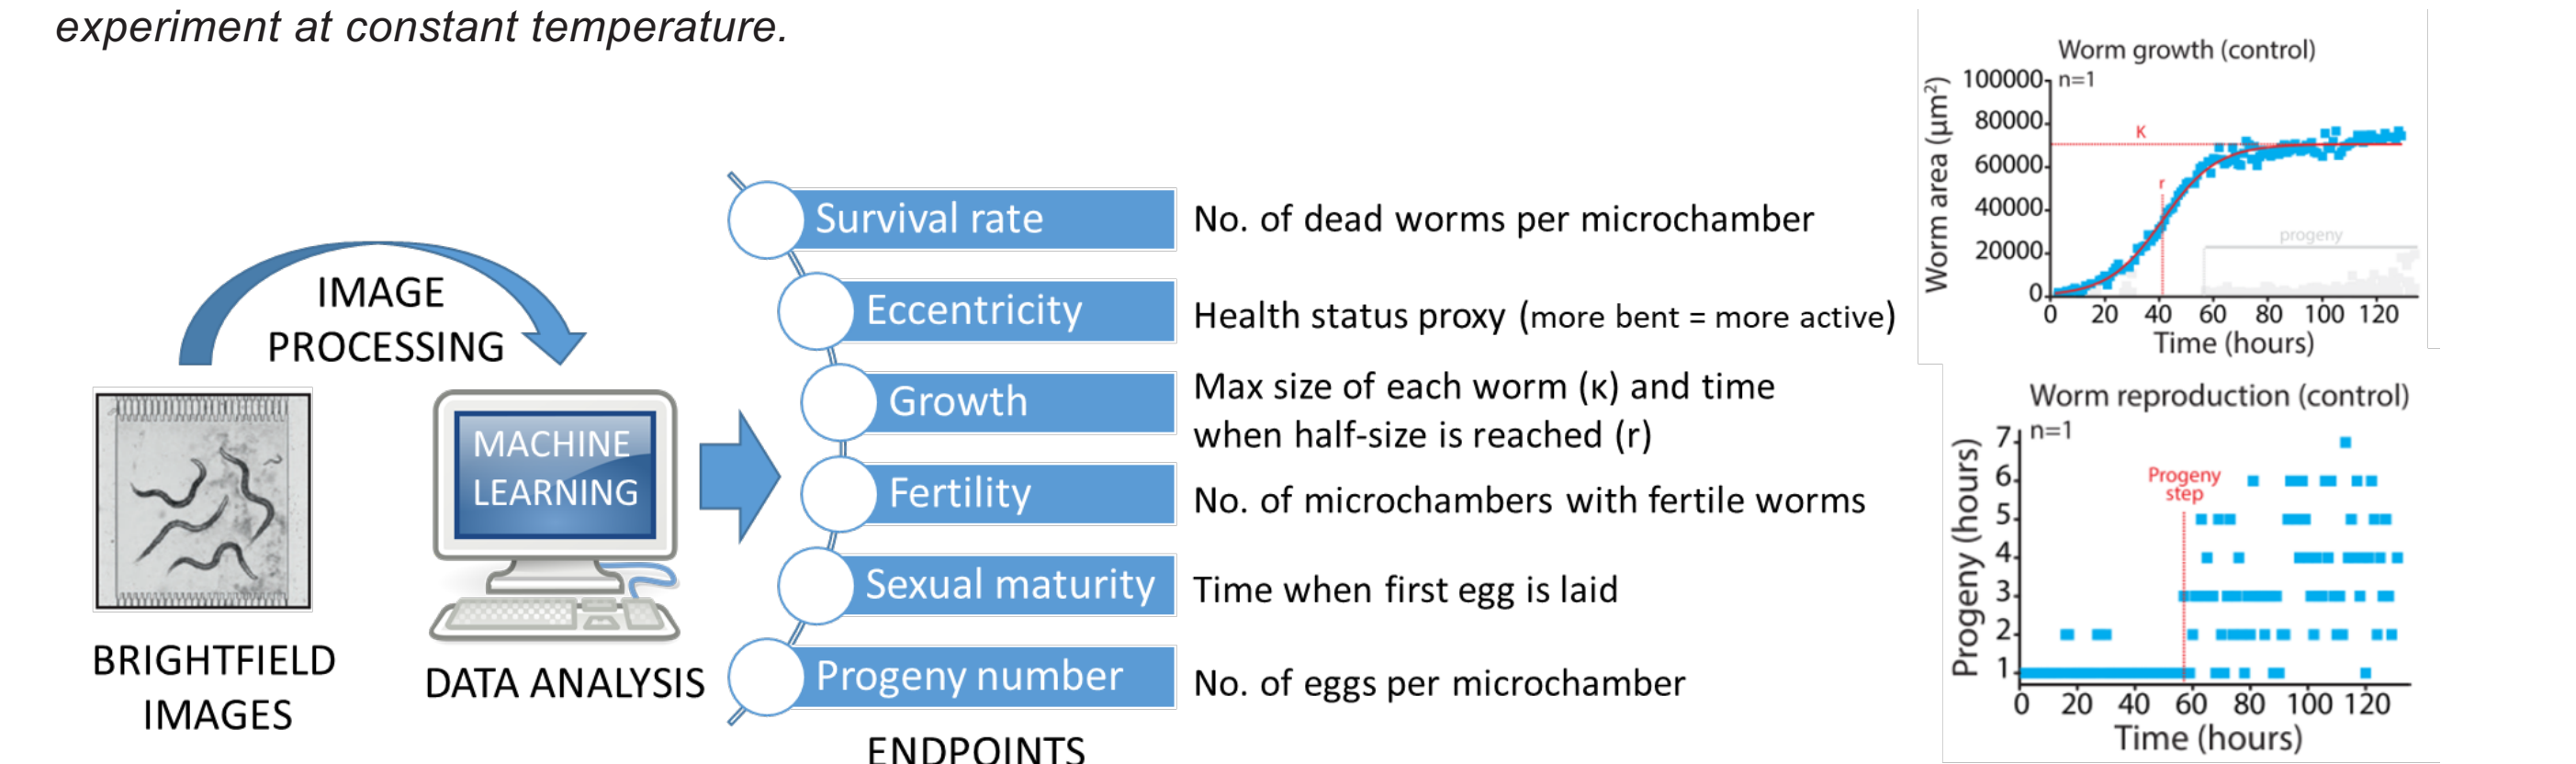 experiment at constant temperature.
IMAGE
PROCESSING
BRIGHTFIELD
IMAGES
MACHINE
LEARNING
DATA ANALYSIS
Survival rate
No. of dead worms per microchamber
Eccentricity
Health status proxy (more bent = more active)
Growth
Max size of each worm (κ) and time
when half-size is reached (r)
Fertility
No. of microchambers with fertile worms
Sexual maturity
Time when first egg is laid
Progeny number
No. of eggs per microchamber
ENDPOINTS
Worm growth (control)
n=1
Worm area (µm²)
100000
80000
60000
40000
20000
0
K
r
progeny
0 20 40 60 80 100 120
Time (hours)
Worm reproduction (control)
n=1
Progeny (hours)
7
6
5
4
3
2
1
Progeny
step
0 20 40 60 80 100 120
Time (hours)